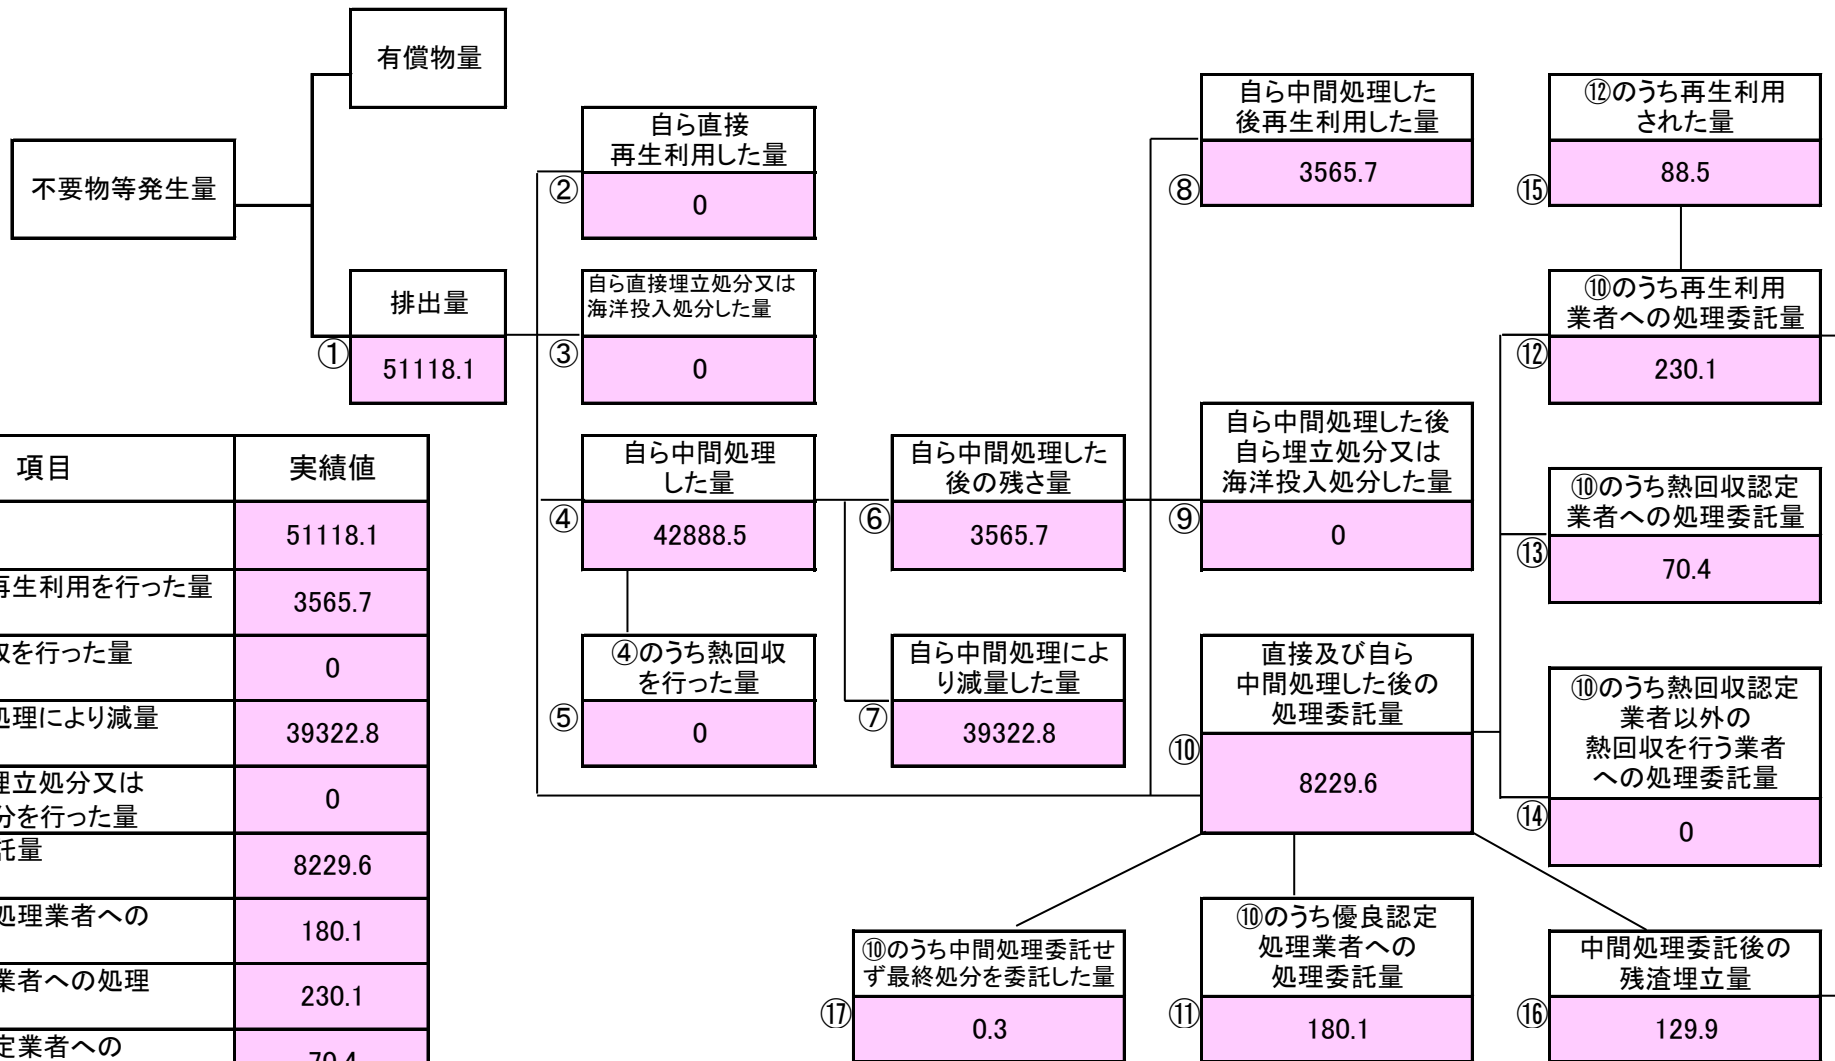 有償物量
不要物等発生量
排出量
①
51118.1
自ら直接
再生利用した量
②
0
自ら直接埋立処分又は
海洋投入処分した量
③
0
自ら中間処理
した量
④
42888.5
④のうち熱回収
を行った量
⑤
0
自ら中間処理した
後の残さ量
⑥
3565.7
自ら中間処理によ
り減量した量
⑦
39322.8
自ら中間処理した
後再生利用した量
⑧
3565.7
自ら中間処理した後
自ら埋立処分又は
海洋投入処分した量
⑨
0
直接及び自ら
中間処理した後の
処理委託量
⑩
8229.6
⑫のうち再生利用
された量
⑮
88.5
⑩のうち再生利用
業者への処理委託量
⑫
230.1
⑩のうち熱回収認定
業者への処理委託量
⑬
70.4
⑩のうち熱回収認定
業者以外の
熱回収を行う業者
への処理委託量
⑭
0
⑩のうち中間処理委託せ
ず最終処分を委託した量
⑰
0.3
⑩のうち優良認定
処理業者への
処理委託量
⑪
180.1
中間処理委託後の
残渣埋立量
⑯
129.9
項目 実績値
51118.1
再生利用を行った量
3565.7
を行った量
0
処理により減量
39322.8
埋立処分又は
分を行った量
0
託量
8229.6
処理業者への
180.1
業者への処理
230.1
定業者への
70.4